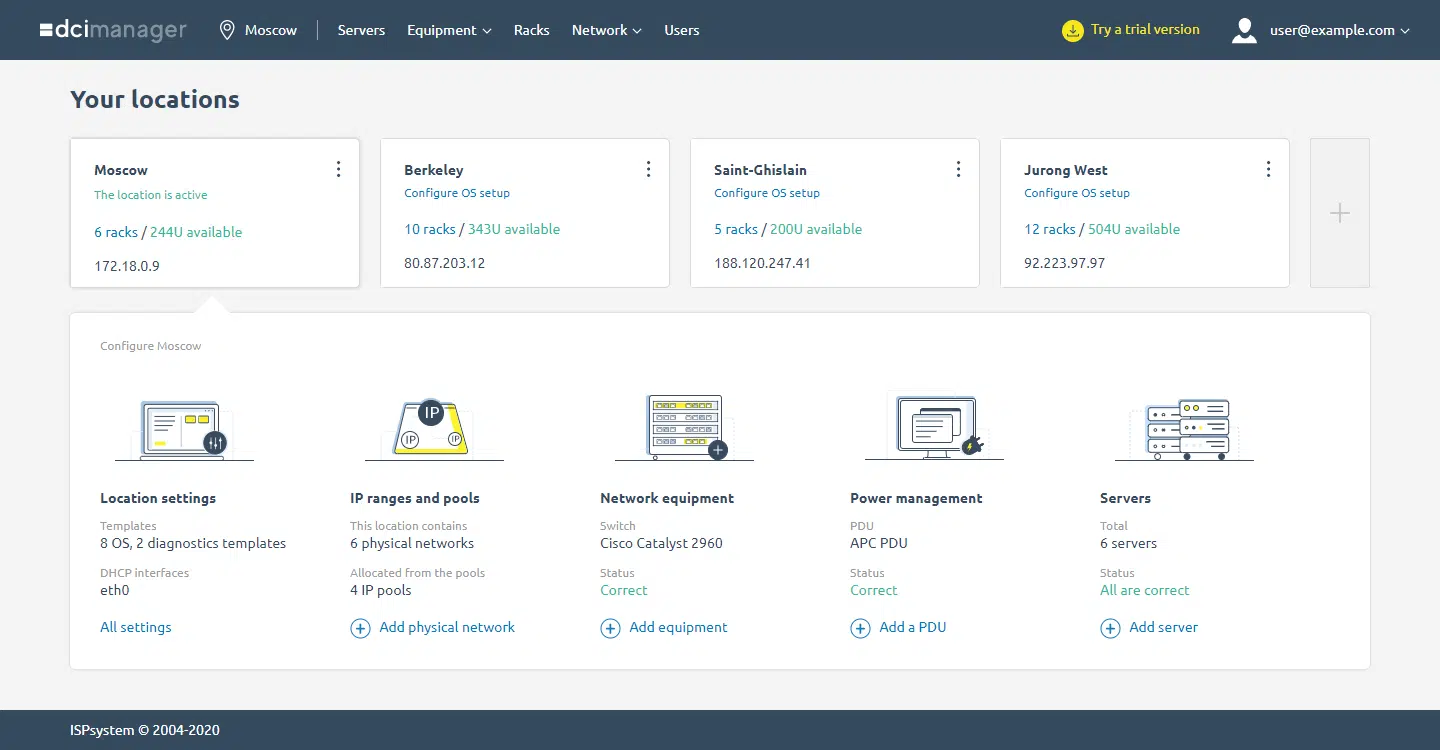 dcimanager
Moscow
Servers
Equipment
Racks
Network
Users
Try a trial version
user@example.com
Your locations
Moscow
The location is active
6 racks / 244U available
172.18.0.9
Berkeley
Configure OS setup
10 racks / 343U available
80.87.203.12
Saint-Ghislain
Configure OS setup
5 racks / 200U available
188.120.247.41
Jurong West
Configure OS setup
12 racks / 504U available
92.223.97.97
Configure Moscow
Location settings
Templates
8 OS, 2 diagnostics templates
DHCP interfaces
eth0
All settings
IP
IP
IP
IP ranges and pools
This location contains
6 physical networks
Allocated from the pools
4 IP pools
Add physical network
Network equipment
Switch
Cisco Catalyst 2960
Status
Correct
Add equipment
Power management
PDU
APC PDU
Status
Correct
Add a PDU
Servers
Total
6 servers
Status
All are correct
Add server
ISPsystem © 2004-2020